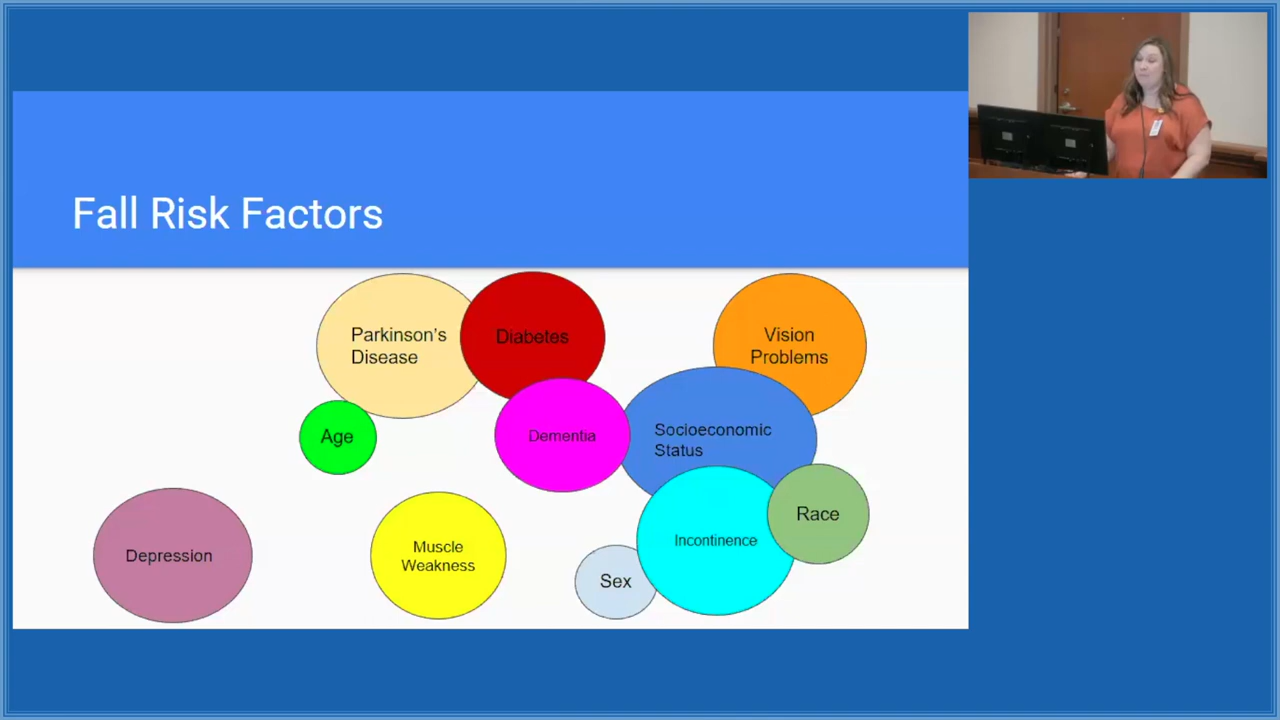 Fall Risk Factors
Parkinson's
Disease
Diabetes
Vision
Problems
Age
Dementia
Socioeconomic
Status
Depression
Muscle
Weakness
Sex
Incontinence
Race